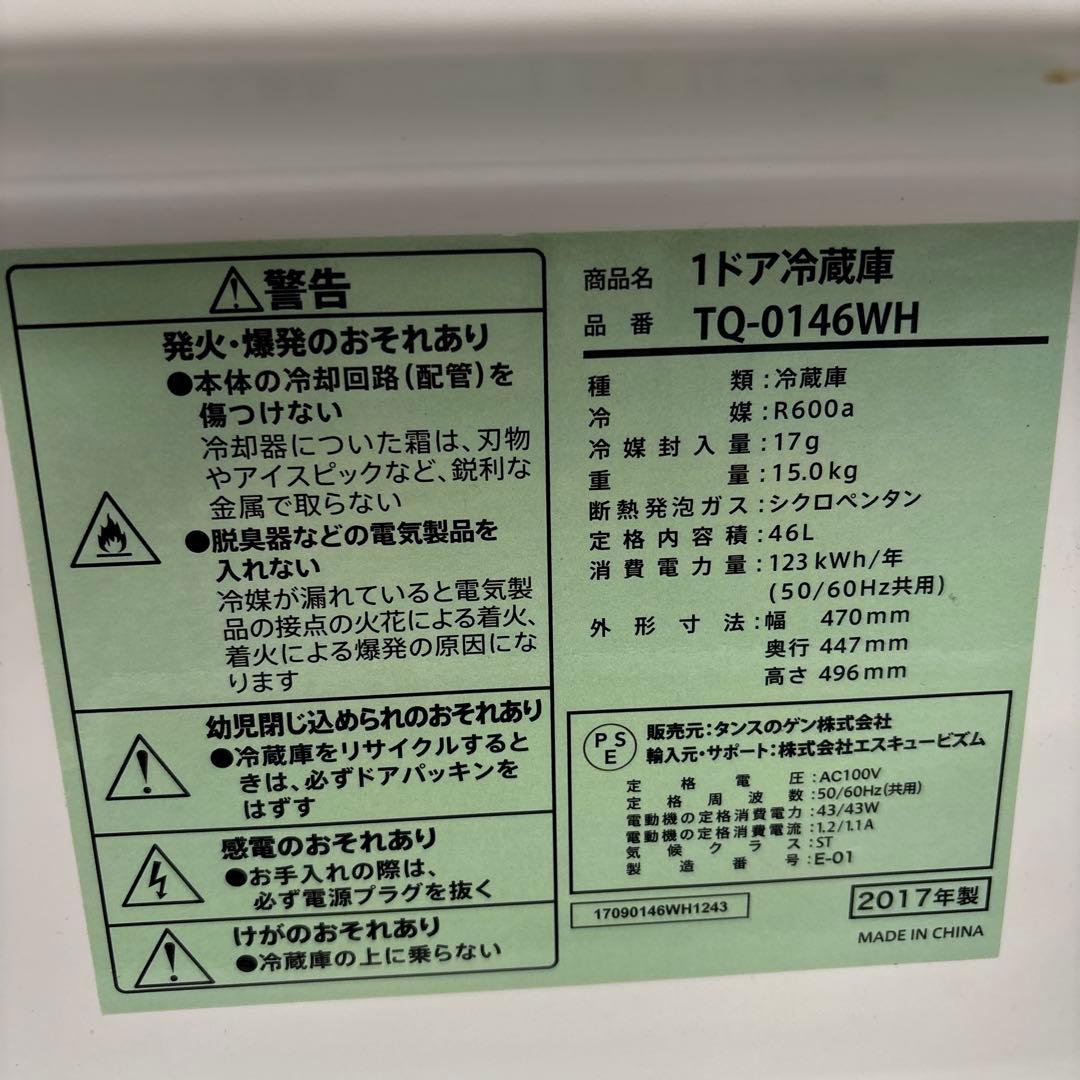 警告
発火・爆発のおそれあり
●本体の冷却回路(配管)を
傷つけない
冷却器についた霜は、刃物
やアイスピックなど、鋭利な
金属で取らない
●脱臭器などの電気製品を
入れない
冷媒が漏れていると電気製
品の接点の火花による着火、
着火による爆発の原因にな
ります
幼児閉じ込められのおそれあり
●冷蔵庫をリサイクルすると
きは、必ずドアパッキンを
はずす
感電のおそれあり
●お手入れの際は、
必ず電源プラグを抜く
けがのおそれあり
●冷蔵庫の上に乗らない
商品名 1ドア冷蔵庫
品番 TQ-0146WH
種類:冷蔵庫
冷媒:R600a
冷媒封入量:17g
重量:15.0kg
断熱発泡ガス:シクロペンタン
定格内容積:46L
消費電力量:123kWh/年
(50/60Hz共用)
外形寸法:幅 470mm
奥行 447mm
高さ 496mm
PSE
販売元:タンスのゲン株式会社
輸入元・サポート:株式会社エスキュービズム
定格電圧:AC100V
定格周波数:50/60Hz(共用)
電動機の定格消費電力:43/43W
電動機の定格消費電流:1.2/1.1A
気候クラス:ST
製造番号:E-01
17090146WH1243
2017年製
MADE IN CHINA